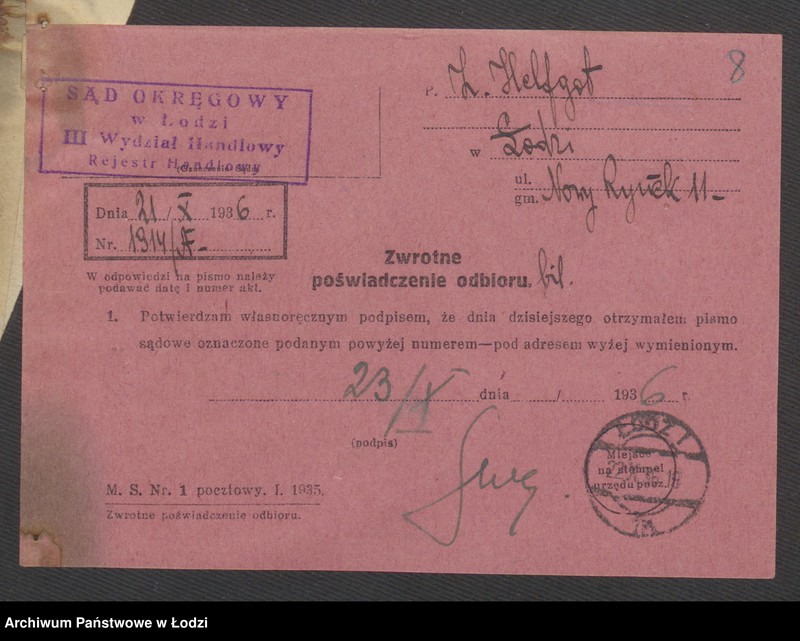 8
SĄD OKRĘGOWY
w Łodzi
III Wydział Handlowy
Rejestr Handlowy
P. Helfgot
w Łodzi
ul. gm. Nowy Rynek 11-
Dnia 21/X 1936 r.
Nr. 1914/A-
W odpowiedzi na pismo należy
podawać datę i numer akt.
Zwrotne
poświadczenie odbioru. bil.
1. Potwierdzam własnoręcznym podpisem, że dnia dzisiejszego otrzymałem pismo
sądowe oznaczone podanym powyżej numerem—pod adresem wyżej wymienionym.
23/X dnia / 1936 r.
(podpis)
ŁÓDŹ 1
Miejsce
na stempel
urzędu pocz.
M. S. Nr. 1 pocztowy. I. 1935.
Zwrotne poświadczenie odbioru.
Archiwum Państwowe w Łodzi